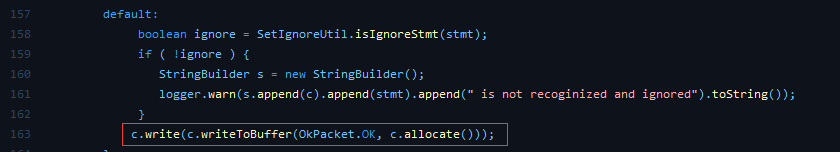 157 default:
158 boolean ignore = SetIgnoreUtil.isIgnoreStmt(stmt);
159 if ( !ignore ) {
160 StringBuilder s = new StringBuilder();
161 logger.warn(s.append(c).append(stmt).append(" is not recoginized and ignored").toString());
162 }
163 c.write(c.writeToBuffer(OkPacket.OK, c.allocate()));